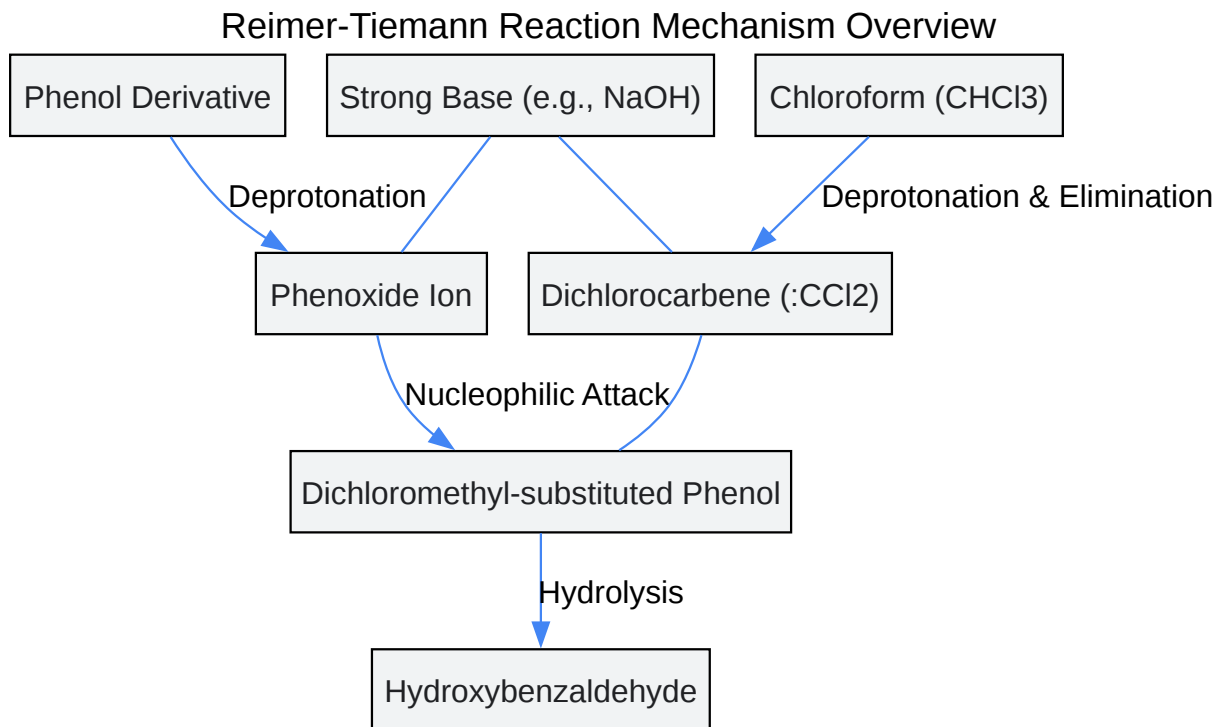 Reimer-Tiemann Reaction Mechanism Overview
Phenol Derivative
Strong Base (e.g., NaOH)
Chloroform (CHCl3)
Deprotonation
Deprotonation & Elimination
Phenoxide Ion
Dichlorocarbene (:CCl2)
Nucleophilic Attack
Dichloromethyl-substituted Phenol
Hydrolysis
Hydroxybenzaldehyde